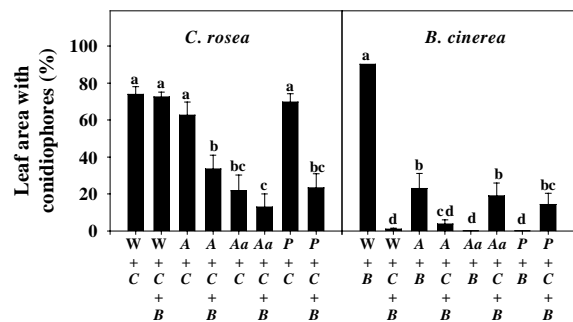 C. rosea
B. cinerea
Leaf area with
conidiophores (%)
100
80
60
40
20
0
a a a b bc c a bc
a d b cd d b d bc
W W A A Aa Aa P P W W A A Aa Aa P P
+ + + + + + + + + + + + + + + +
C C C C C C C C B C B C B C B C
+ + + + + + + +
B B B B B B B B